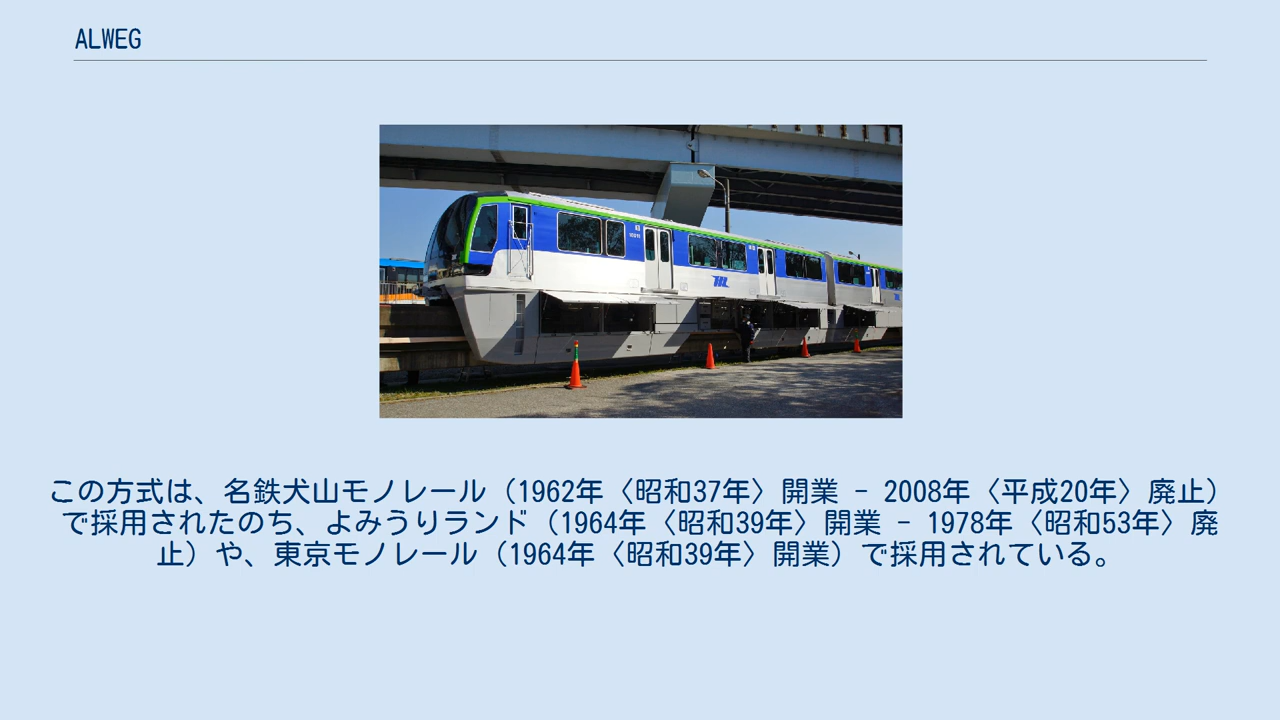 ALWEG
この方式は、名鉄犬山モノレール（1962年〈昭和37年〉開業 - 2008年〈平成20年〉廃止）
で採用されたのち、よみうりランド（1964年〈昭和39年〉開業 - 1978年〈昭和53年〉廃
止）や、東京モノレール（1964年〈昭和39年〉開業）で採用されている。